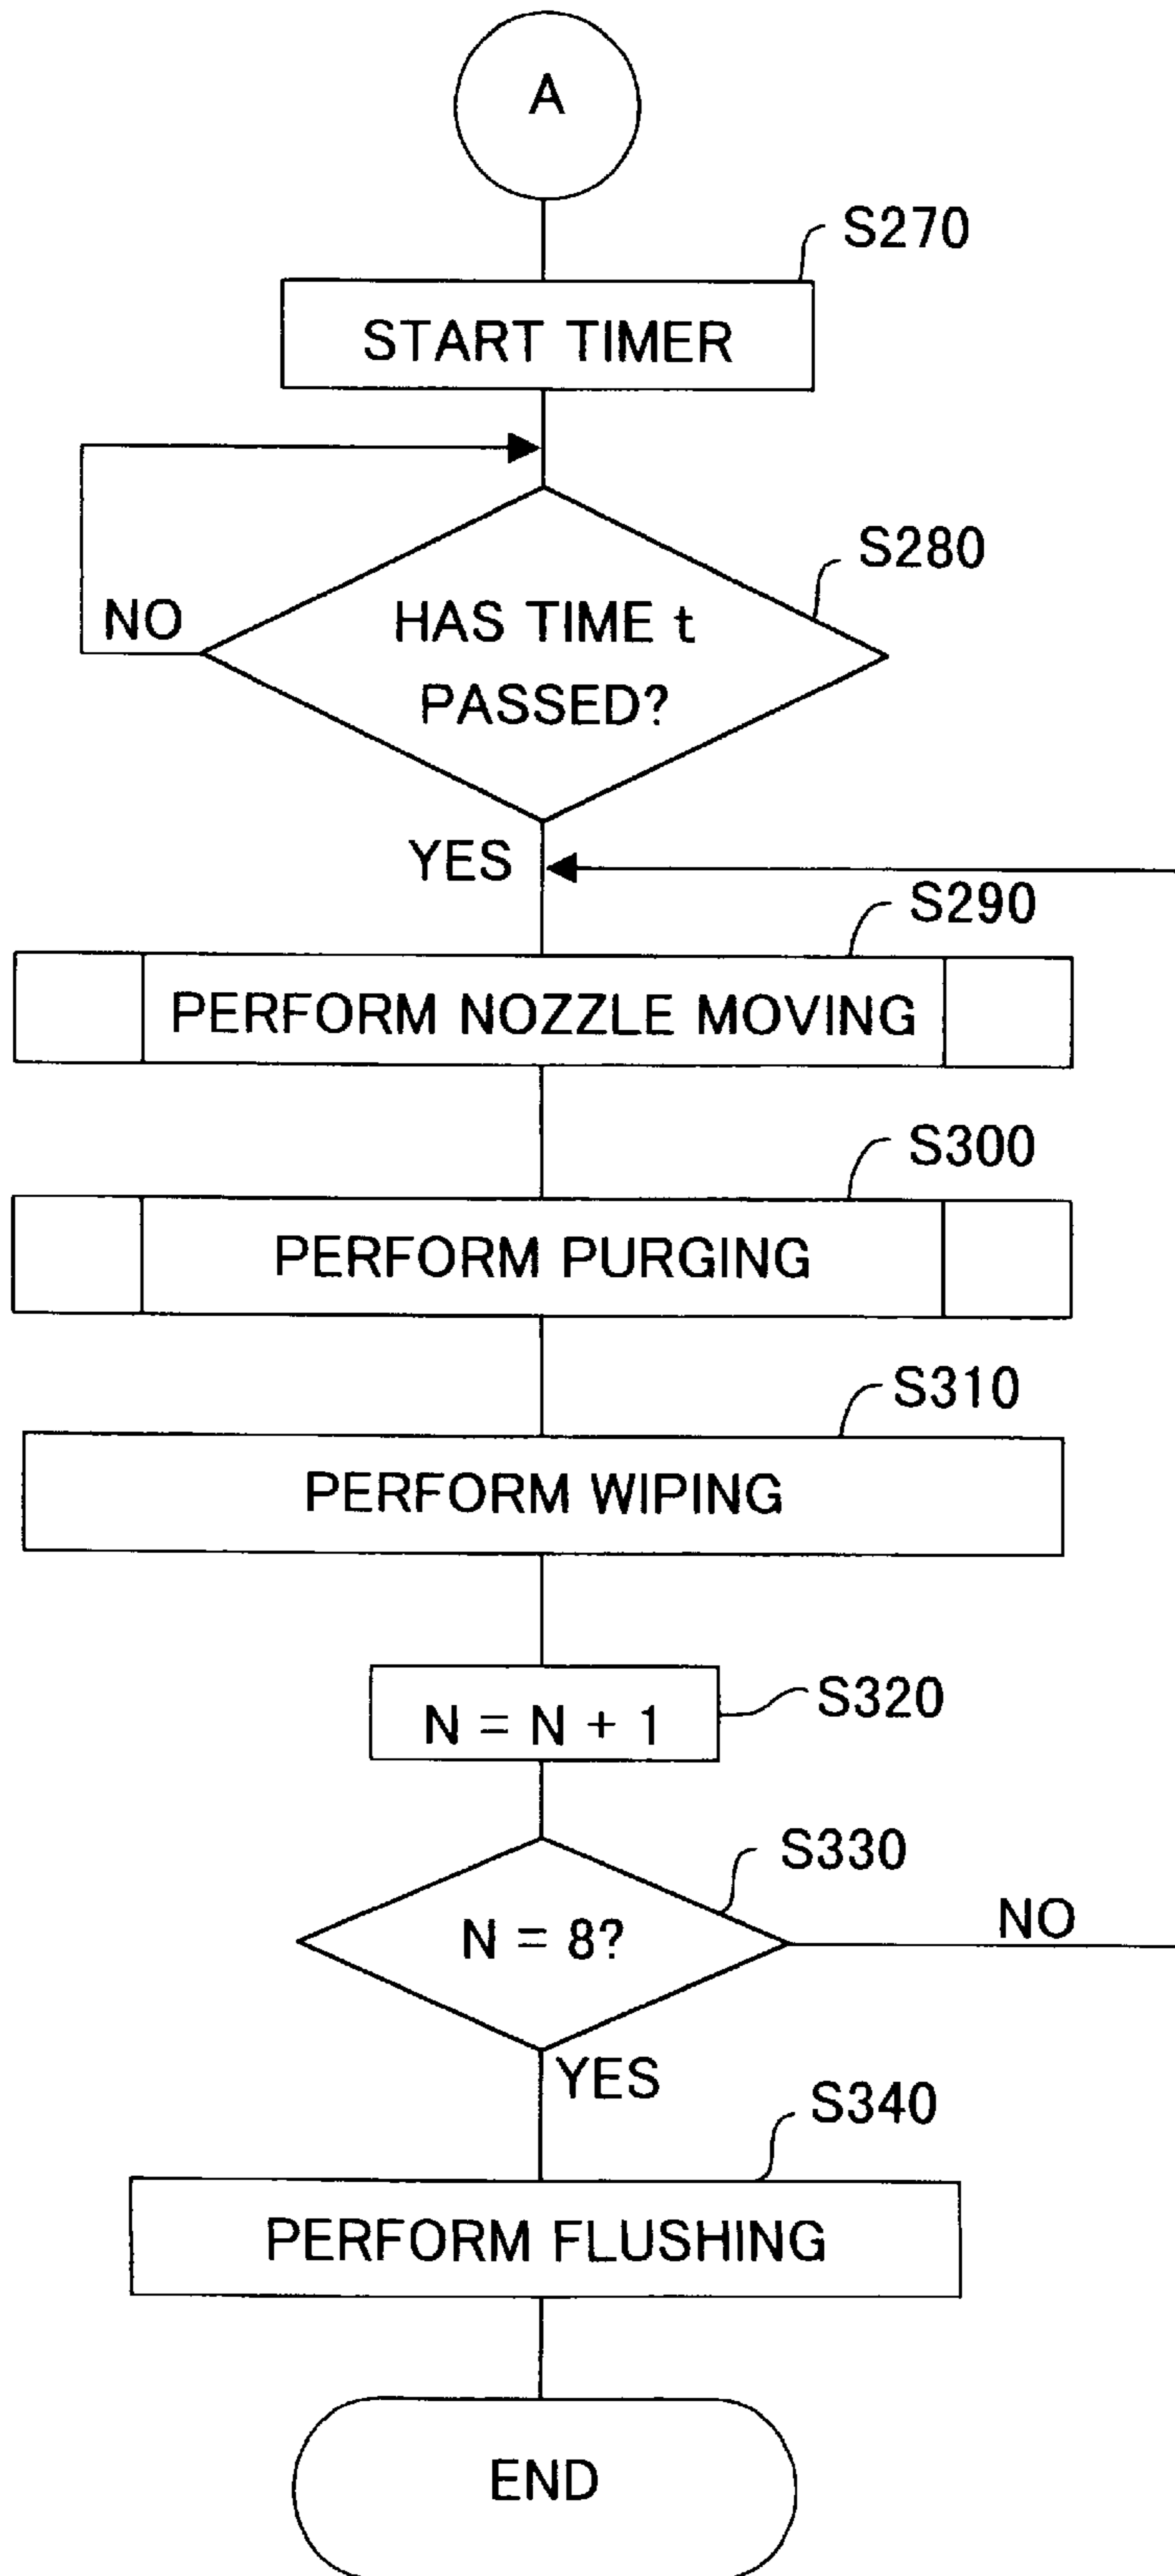 A
S270
START TIMER
S280
HAS TIME t
PASSED?
NO
YES
S290
PERFORM NOZZLE MOVING
S300
PERFORM PURGING
S310
PERFORM WIPING
S320
N = N + 1
S330
N = 8?
NO
YES
S340
PERFORM FLUSHING
END